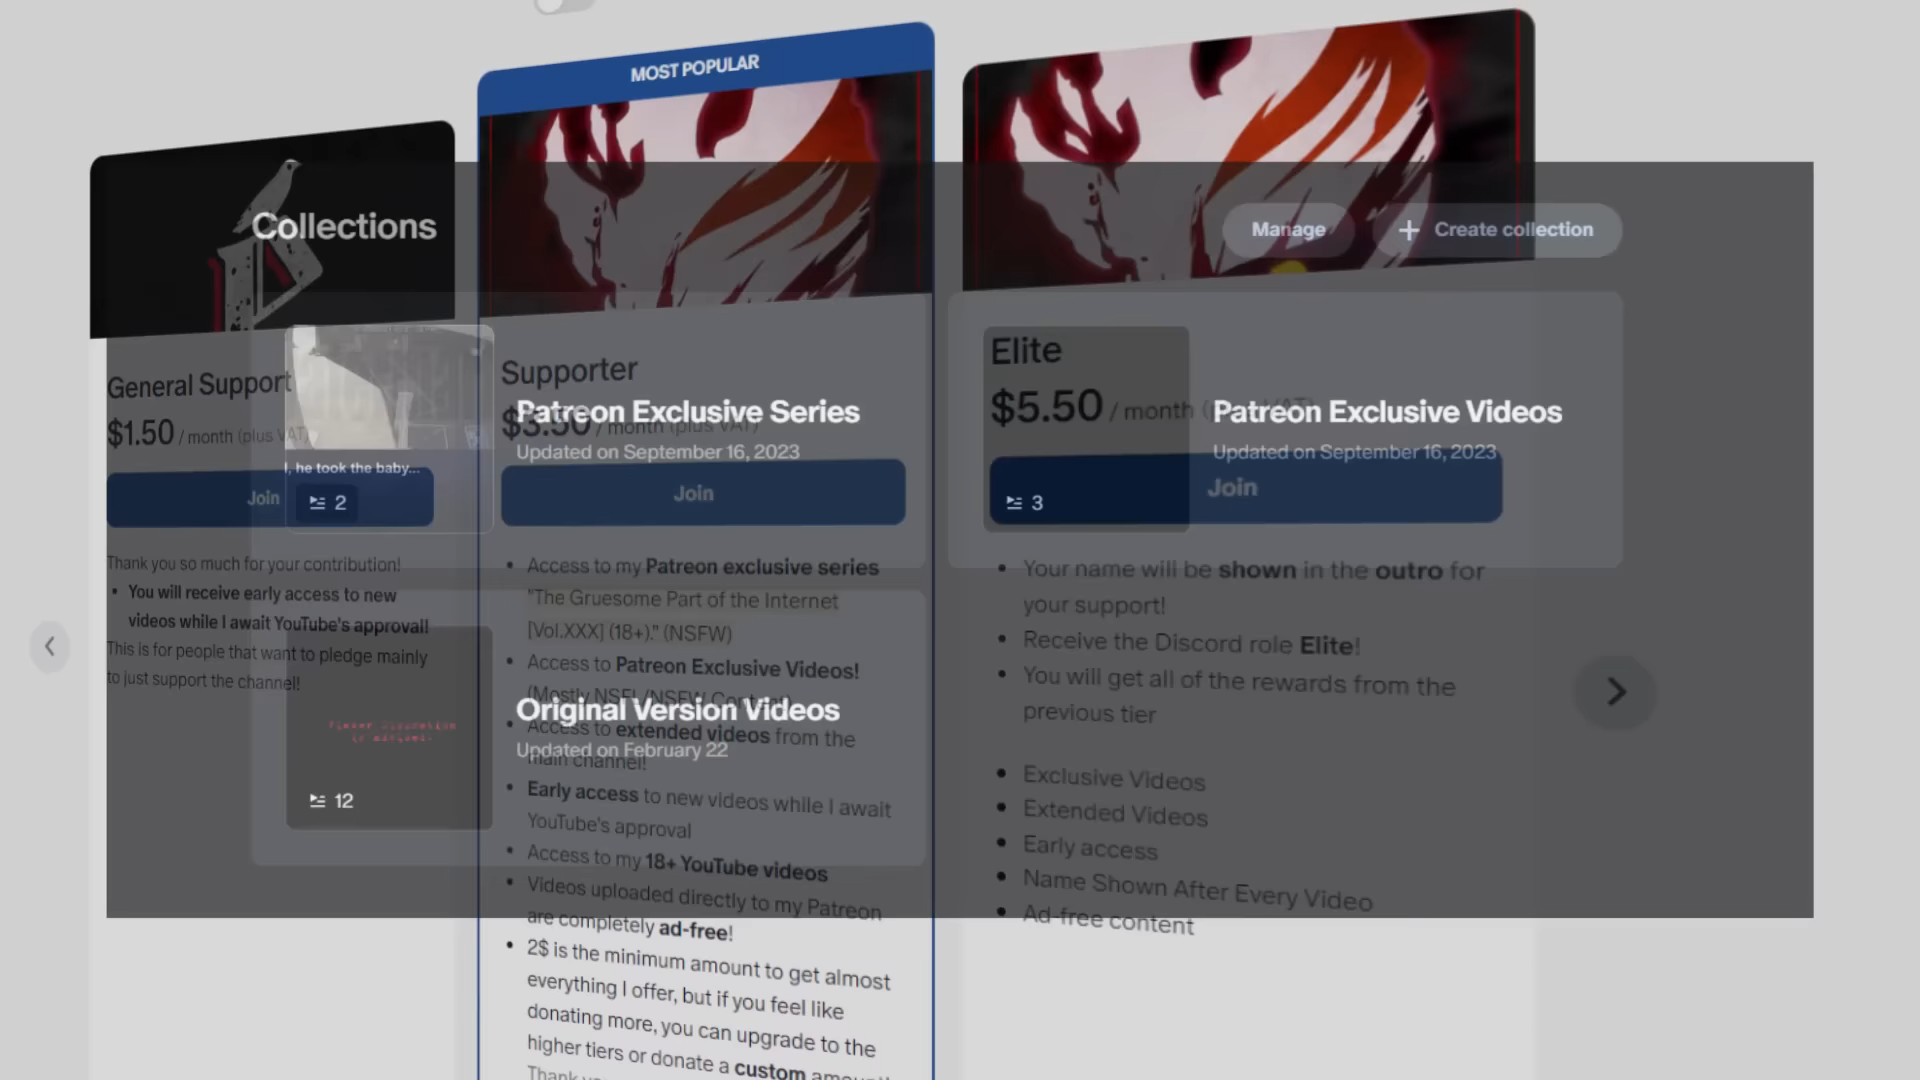 MOST POPULAR
Collections
Manage
Create collection
General Support
$1.50 / month (plus VAT)
Join
Thank you so much for your contribution!
• You will receive early access to new
videos while I await YouTube's approval!
This is for people that want to pledge mainly
to just support the channel!
Supporter
$3.50 / month (plus VAT)
Join
• Access to my Patreon exclusive series
"The Gruesome Part of the Internet
[Vol.XXX] (18+)." (NSFW)
• Access to Patreon Exclusive Videos!
(Mostly NSFL/NSFW Content)
• Access to extended videos from the
main channel!
• Early access to new videos while I await
YouTube's approval
• Access to my 18+ YouTube videos
• Videos uploaded directly to my Patreon
are completely ad-free!
• 2$ is the minimum amount to get almost
everything I offer, but if you feel like
donating more, you can upgrade to the
higher tiers or donate a custom
Elite
$5.50 / month
Join
• Your name will be shown in the outro for
your support!
• Receive the Discord role Elite!
• You will get all of the rewards from the
previous tier
• Exclusive Videos
• Extended Videos
• Early access
• Name Shown After Every Video
• Ad-free content
he took the baby...
2
Patreon Exclusive Series
Updated on September 16, 2023
3
Patreon Exclusive Videos
Updated on September 16, 2023
12
Original Version Videos
Updated on February 22